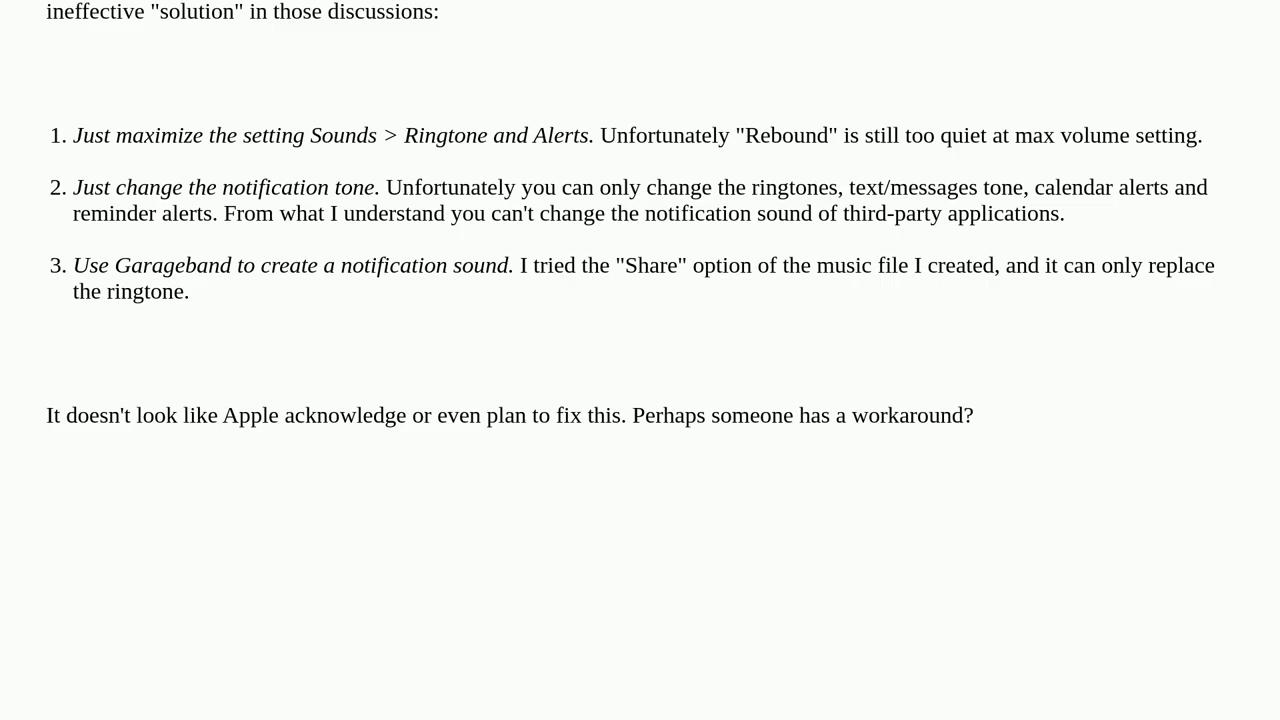 ineffective "solution" in those discussions:
1. Just maximize the setting Sounds > Ringtone and Alerts. Unfortunately "Rebound" is still too quiet at max volume setting.
2. Just change the notification tone. Unfortunately you can only change the ringtones, text/messages tone, calendar alerts and
reminder alerts. From what I understand you can't change the notification sound of third-party applications.
3. Use Garageband to create a notification sound. I tried the "Share" option of the music file I created, and it can only replace
the ringtone.
It doesn't look like Apple acknowledge or even plan to fix this. Perhaps someone has a workaround?